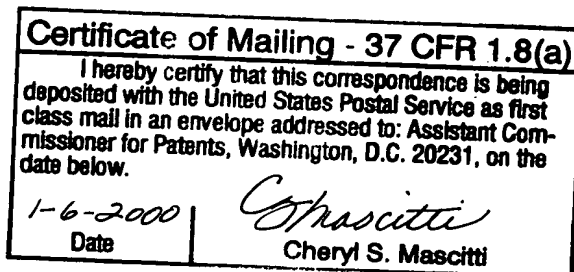 Certificate of Mailing - 37 CFR 1.8(a)
I hereby certify that this correspondence is being
deposited with the United States Postal Service as first
class mail in an envelope addressed to: Assistant Com-
missioner for Patents, Washington, D.C. 20231, on the
date below.
1-6-2000 CSMascitti
Date Cheryl S. Mascitti